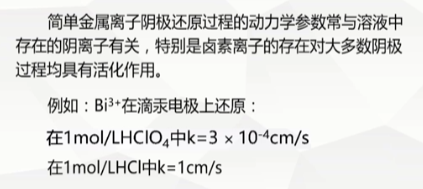 简单金属离子阴极还原过程的动力学参数常与溶液中
存在的阴离子有关，特别是卤素离子的存在对大多数阴极
过程均具有活化作用。
例如：Bi³⁺在滴汞电极上还原：
在1mol/LHClO₄中k=3 × 10⁻⁴cm/s
在1mol/LHCl中k=1cm/s